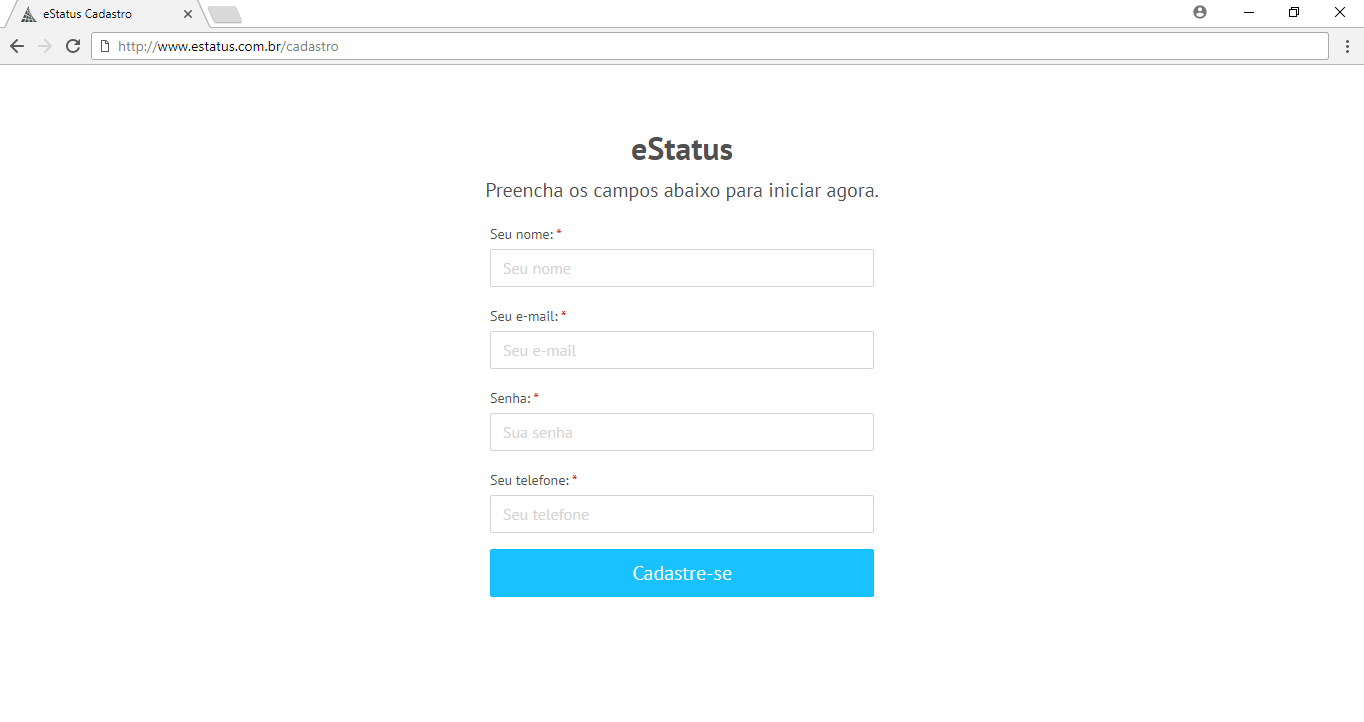 eStatus Cadastro
http://www.estatus.com.br/cadastro
eStatus
Preencha os campos abaixo para iniciar agora.
Seu nome: *
Seu nome
Seu e-mail: *
Seu e-mail
Senha: *
Sua senha
Seu telefone: *
Seu telefone
Cadastre-se